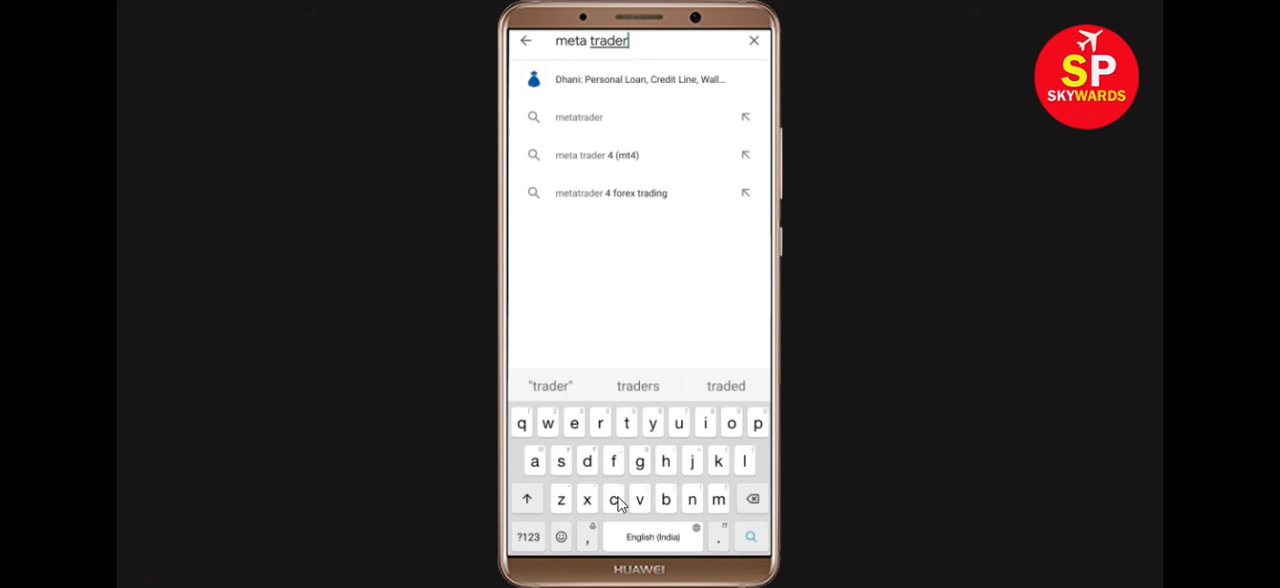 meta trader
Dhani: Personal Loan, Credit Line, Wall...
metatrader
meta trader 4 (mt4)
metatrader 4 forex trading
"trader" traders traded
q w e r t y u i o p
a s d f g h j k l
z x c v b n m
?123 , English (India) .
HUAWEI
SP
SKYWARDS